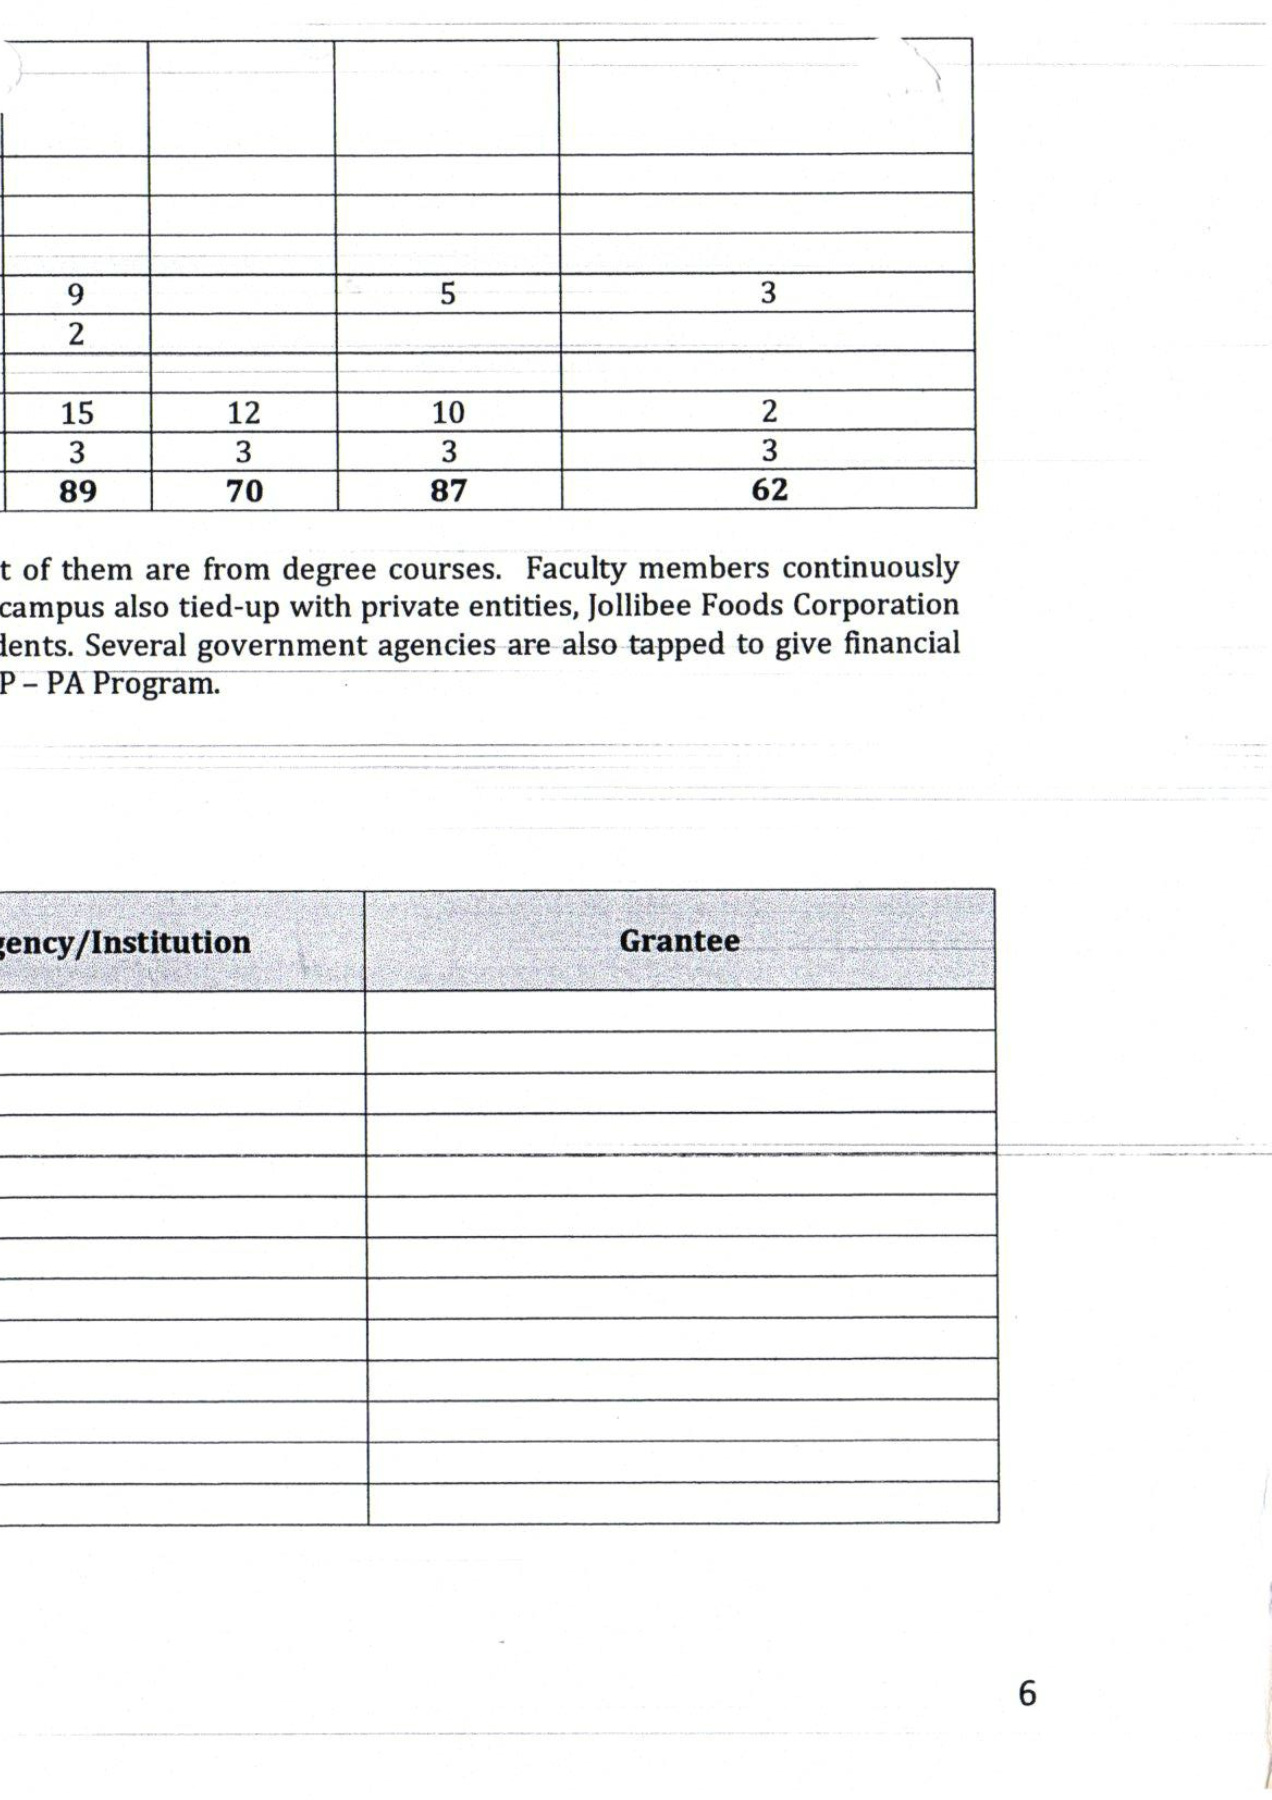 9 5 3
2
15 12 10 2
3 3 3 3
89 70 87 62
t of them are from degree courses. Faculty members continuously
campus also tied-up with private entities, Jollibee Foods Corporation
dents. Several government agencies are also tapped to give financial
P – PA Program.
gency/Institution Grantee
6